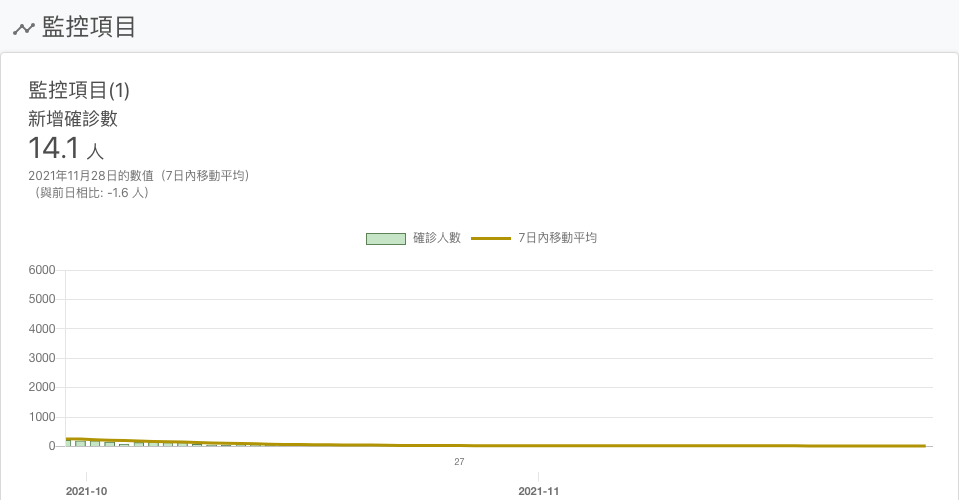 監控項目
監控項目(1)
新增確診數
14.1 人
2021年11月28日的數值（7日內移動平均）
（與前日相比: -1.6 人）
確診人數 7日內移動平均
6000
5000
4000
3000
2000
1000
0
27
2021-10 2021-11